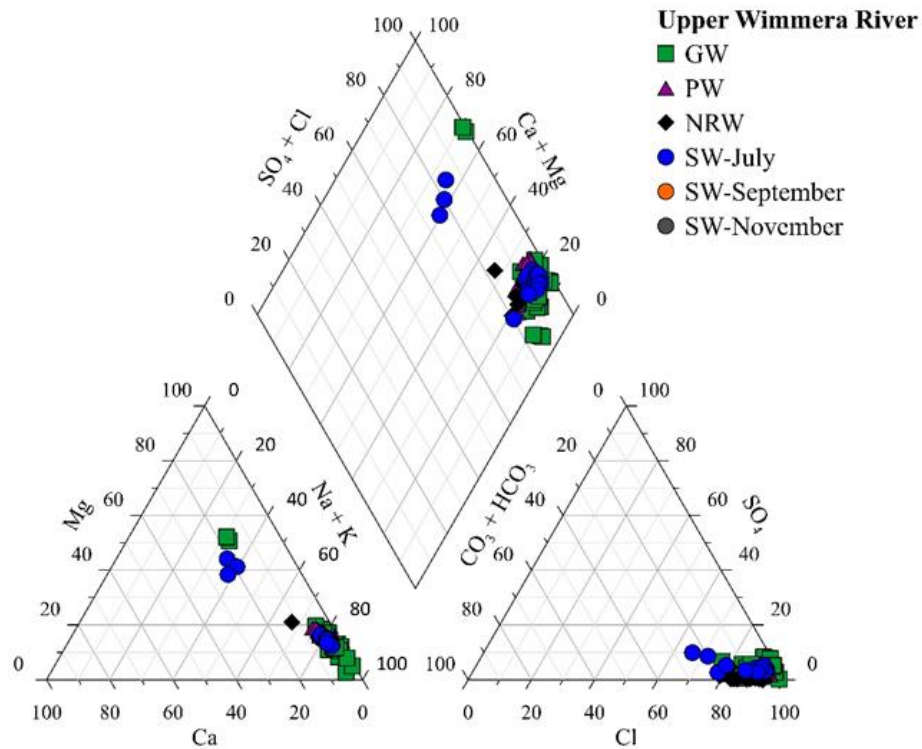 100 100
80 80
60 60
40 40
20 20
0 0
SO₄ + Cl
Ca + Mg
Upper Wimmera River
GW
PW
NRW
SW-July
SW-September
SW-November
100 0
80 20
60 40
40 60
20 80
0 100
Mg
Na + K
100 80 60 40 20 0
Ca
0 100
20 80
40 60
60 40
80 20
100 0
CO₃ + HCO₃
SO₄
0 20 40 60 80 100
Cl